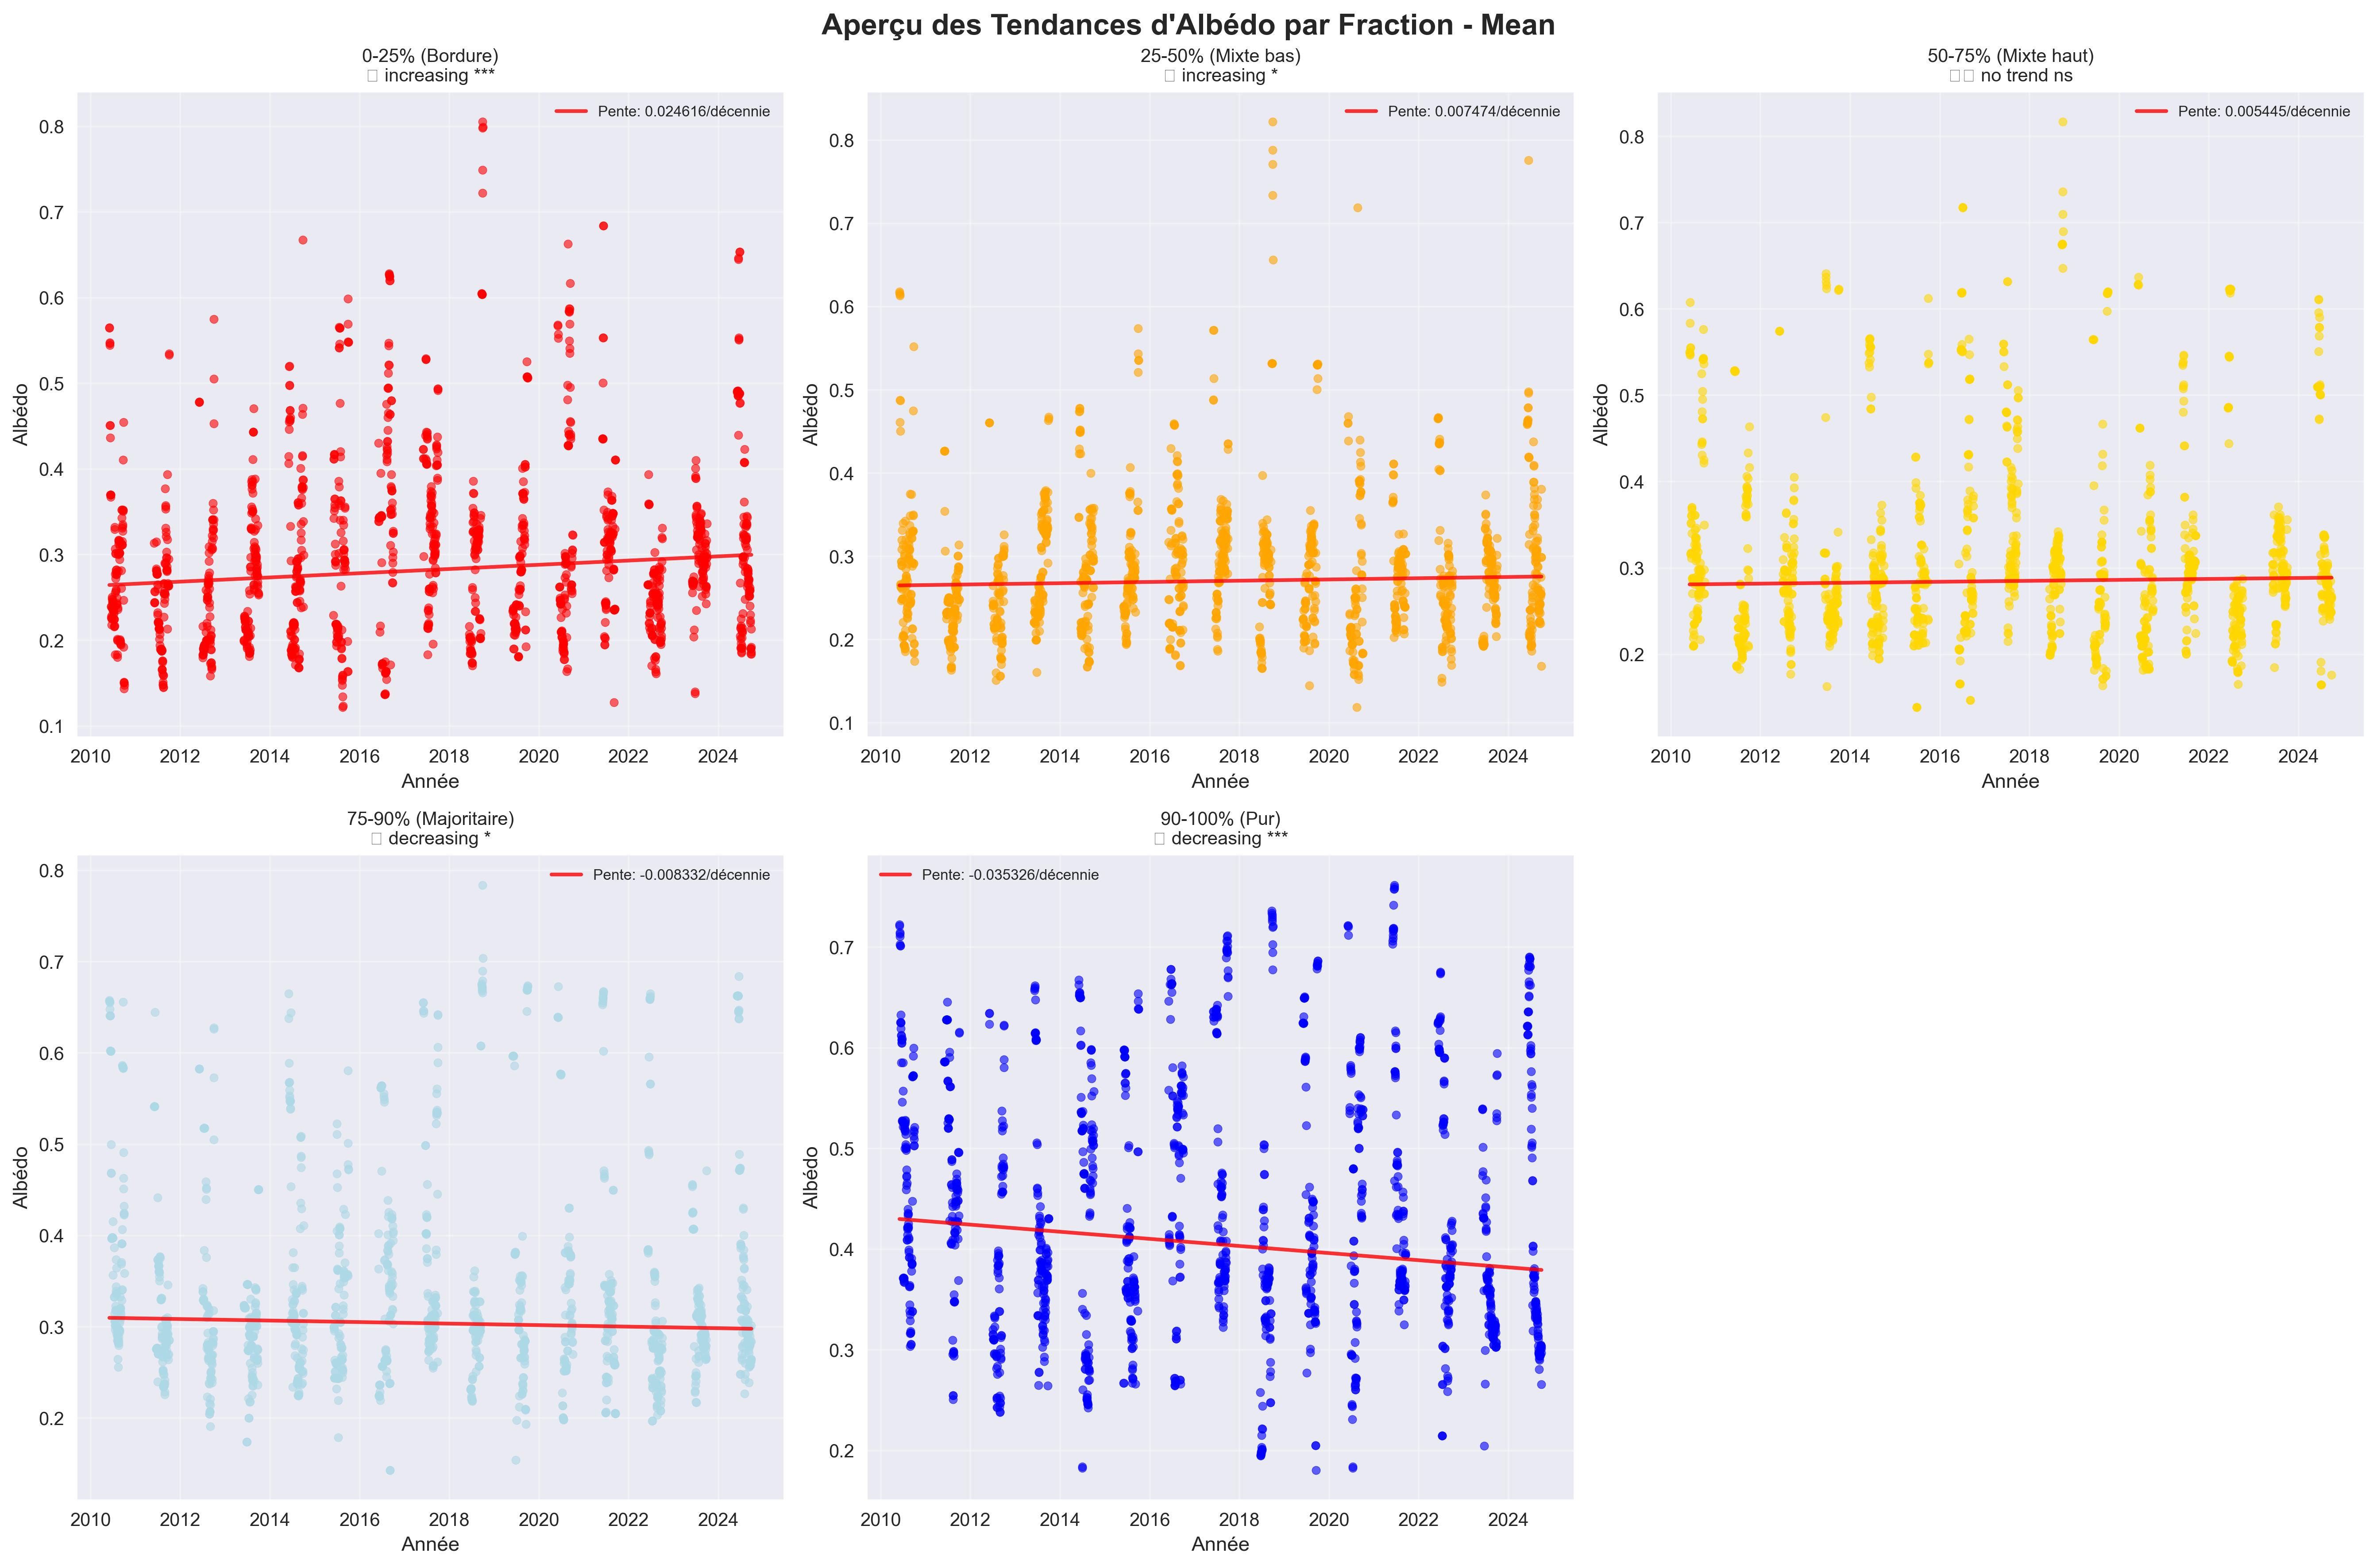 Aperçu des Tendances d'Albédo par Fraction - Mean
0-25% (Bordure)
increasing ***
Pente: 0.024616/décennie
Albédo
0.8
0.7
0.6
0.5
0.4
0.3
0.2
0.1
2010 2012 2014 2016 2018 2020 2022 2024
Année
25-50% (Mixte bas)
increasing *
Pente: 0.007474/décennie
Albédo
0.8
0.7
0.6
0.5
0.4
0.3
0.2
0.1
2010 2012 2014 2016 2018 2020 2022 2024
Année
50-75% (Mixte haut)
no trend ns
Pente: 0.005445/décennie
Albédo
0.8
0.7
0.6
0.5
0.4
0.3
0.2
2010 2012 2014 2016 2018 2020 2022 2024
Année
75-90% (Majoritaire)
decreasing *
Pente: -0.008332/décennie
Albédo
0.8
0.7
0.6
0.5
0.4
0.3
0.2
2010 2012 2014 2016 2018 2020 2022 2024
Année
90-100% (Pur)
decreasing ***
Pente: -0.035326/décennie
Albédo
0.7
0.6
0.5
0.4
0.3
0.2
2010 2012 2014 2016 2018 2020 2022 2024
Année